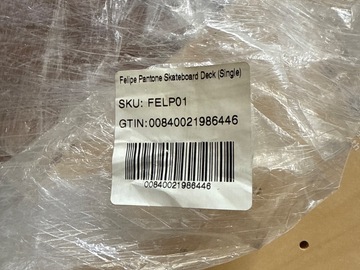 Felipe Pantone Skateboard Deck (Single)
SKU: FELP01
GTIN: 00840021986446
00840021986446